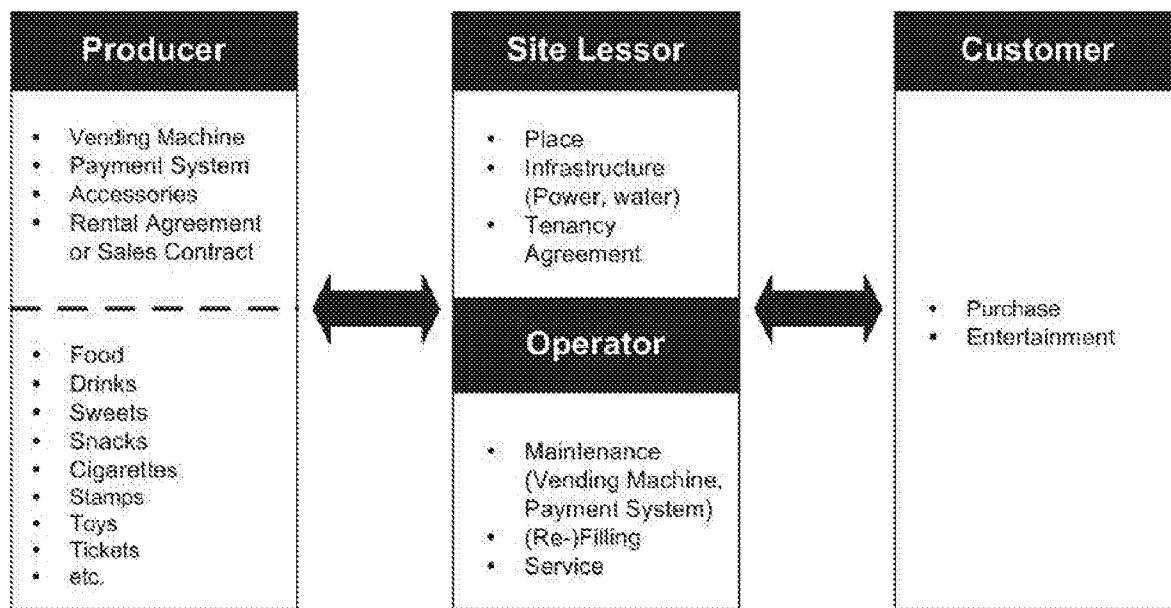 Producer
• Vending Machine
• Payment System
• Accessories
• Rental Agreement
or Sales Contract
• Food
• Drinks
• Sweets
• Snacks
• Cigarettes
• Stamps
• Toys
• Tickets
• etc.
Site Lessor
• Place
• Infrastructure
(Power, water)
• Tenancy
Agreement
Operator
• Maintenance
(Vending Machine,
Payment System)
• (Re-)Filling
• Service
Customer
• Purchase
• Entertainment